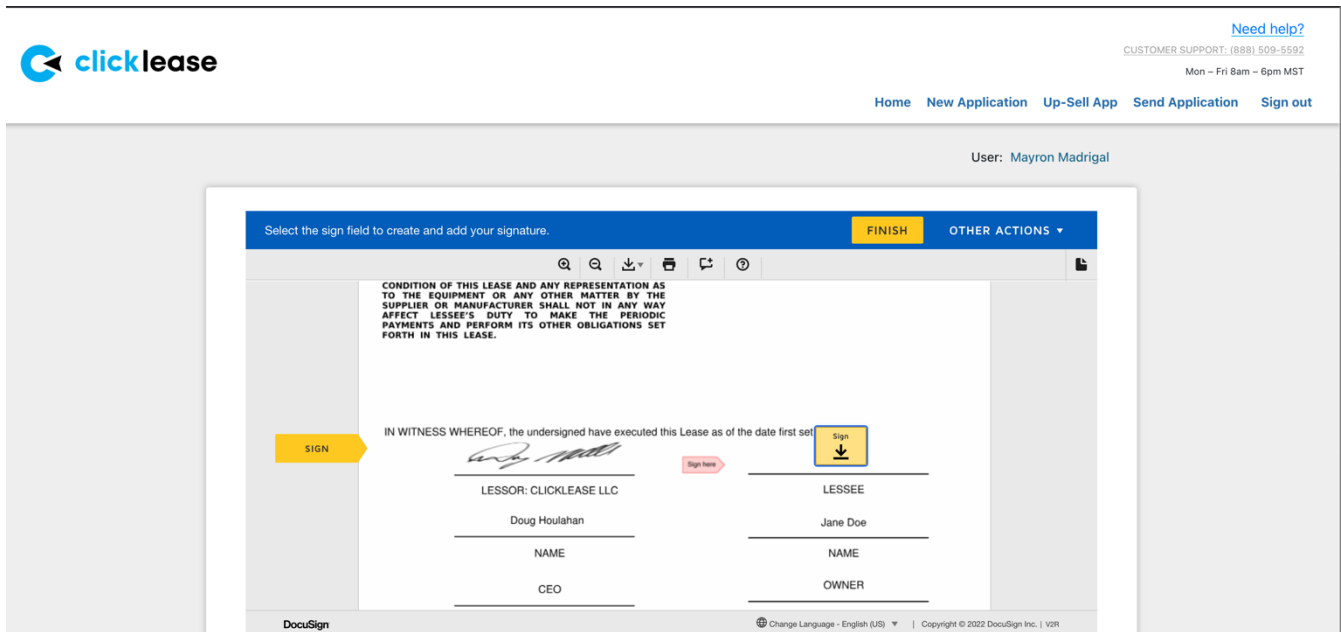 Need help?
clicklease
CUSTOMER SUPPORT: (888) 509-5592
Mon – Fri 8am – 6pm MST
Home New Application Up-Sell App Send Application Sign out
User: Mayron Madrigal
Select the sign field to create and add your signature.
FINISH OTHER ACTIONS
CONDITION OF THIS LEASE AND ANY REPRESENTATION AS
TO THE EQUIPMENT OR ANY OTHER MATTER BY THE
SUPPLIER OR MANUFACTURER SHALL NOT IN ANY WAY
AFFECT LESSEE'S DUTY TO MAKE THE PERIODIC
PAYMENTS AND PERFORM ITS OTHER OBLIGATIONS SET
FORTH IN THIS LEASE.
IN WITNESS WHEREOF, the undersigned have executed this Lease as of the date first set
SIGN
Sign here
Sign
LESSOR: CLICKLEASE LLC
LESSEE
Doug Houlahan
Jane Doe
NAME
NAME
CEO
OWNER
DocuSign
Change Language - English (US) | Copyright © 2022 DocuSign Inc. | V2R